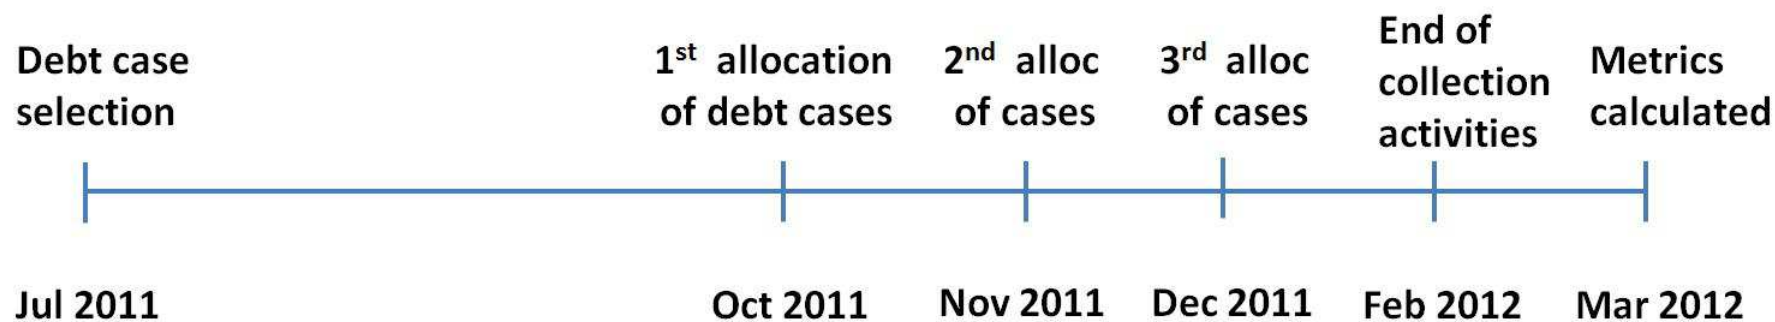 Debt case
selection
1st allocation
of debt cases
2nd alloc
of cases
3rd alloc
of cases
End of
collection
activities
Metrics
calculated
Jul 2011
Oct 2011
Nov 2011
Dec 2011
Feb 2012
Mar 2012